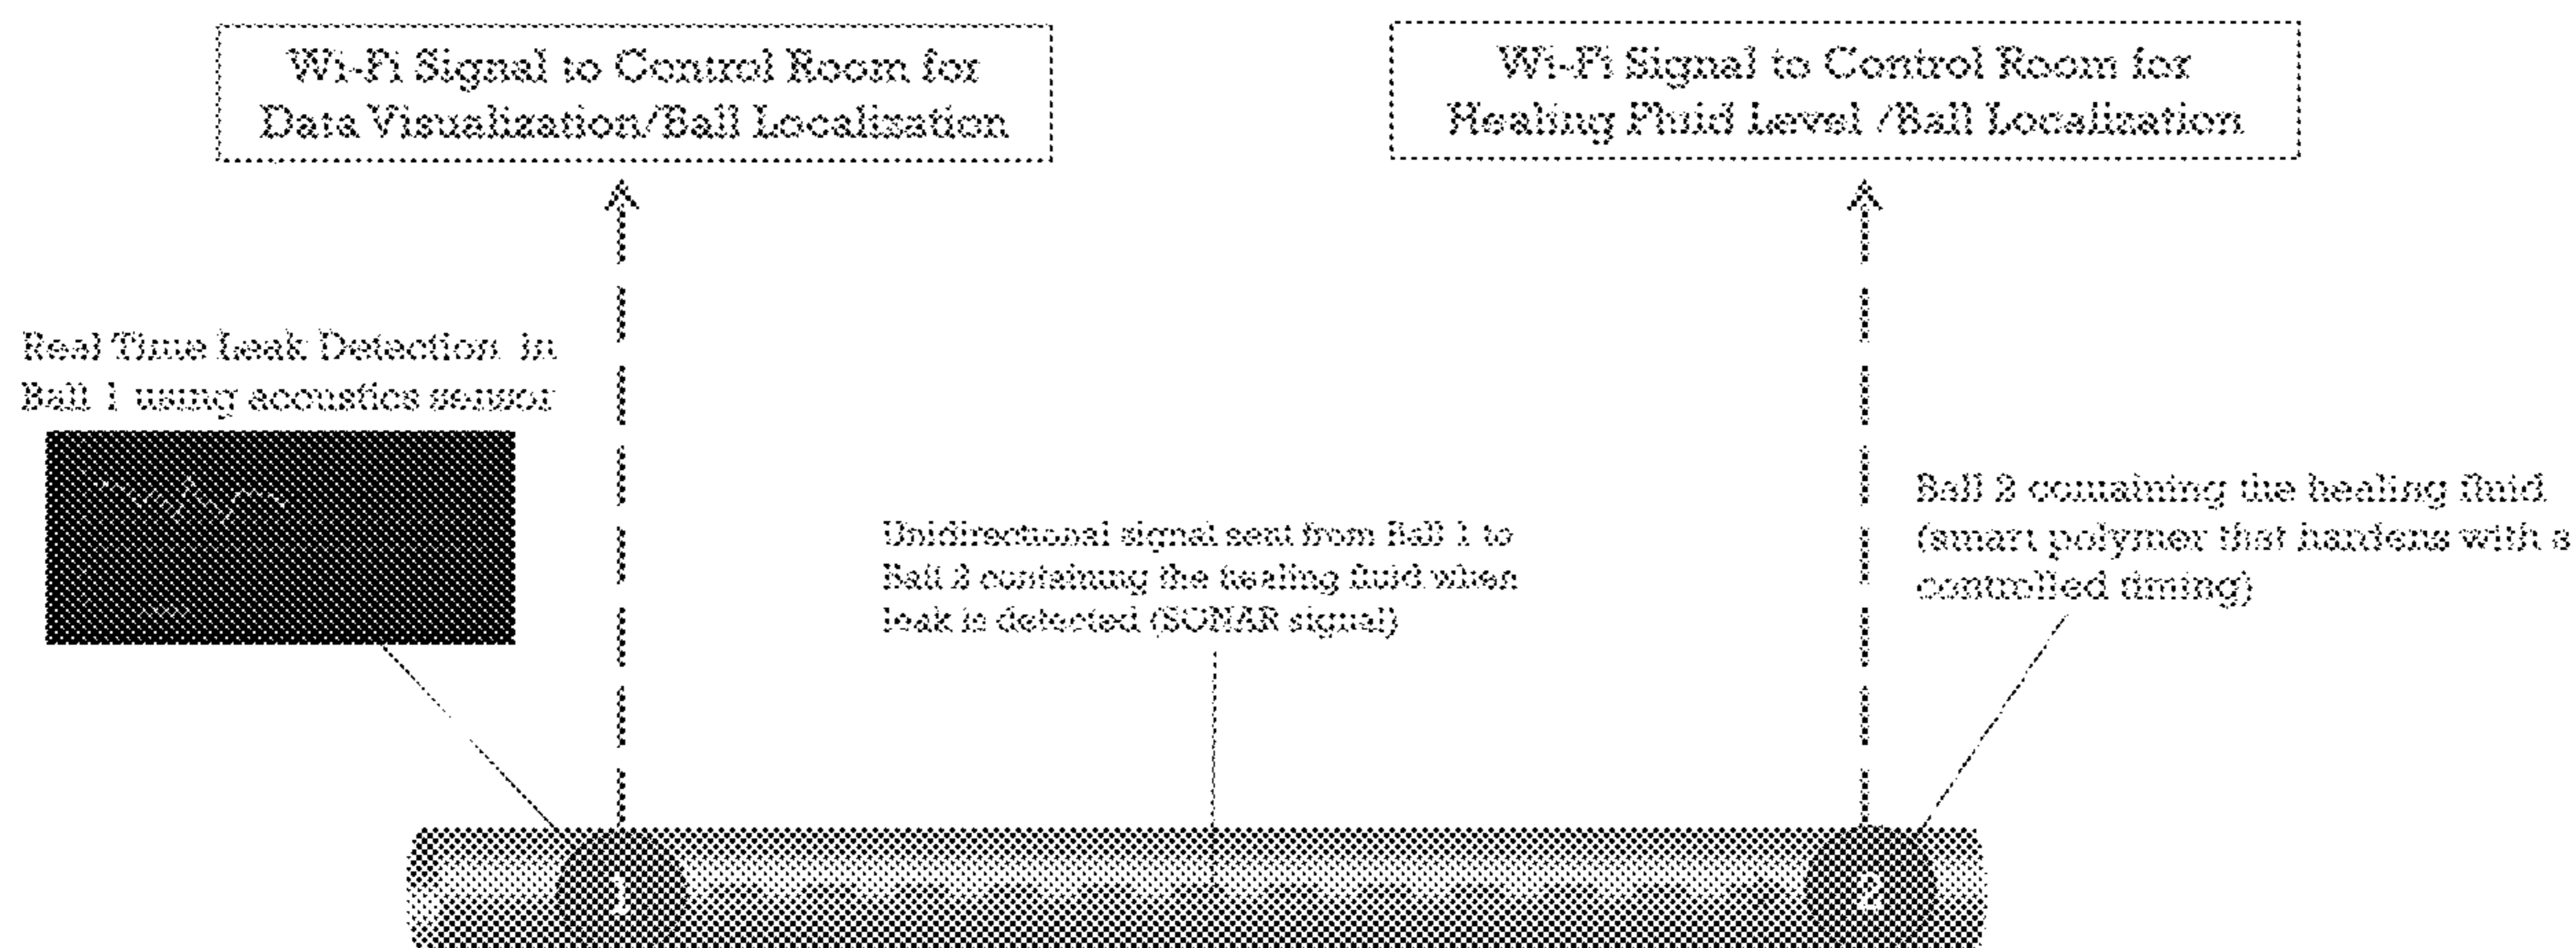 Wi-Fi Signal to Control Room for
Data Visualization/Ball Localization
Wi-Fi Signal to Control Room for
Healing Fluid Level /Ball Localization
Real Time Leak Detection in
Ball 1 using acoustics sensor
Unidirectional signal sent from Ball 1 to
Ball 2 containing the healing fluid when
leak is detected (SONAR signal)
Ball 2 containing the healing fluid
(smart polymer that hardens with a
controlled timing)
1
2